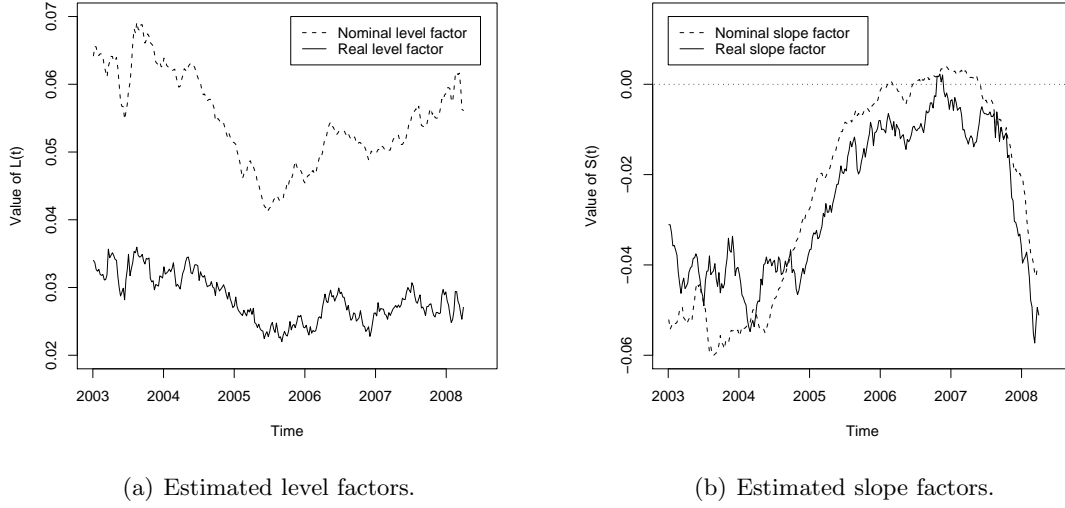 0.02 0.03 0.04 0.05 0.06 0.07
Value of L(t)
Nominal level factor
Real level factor
2003 2004 2005 2006 2007 2008
Time
(a) Estimated level factors.
−0.06 −0.04 −0.02 0.00
Value of S(t)
Nominal slope factor
Real slope factor
2003 2004 2005 2006 2007 2008
Time
(b) Estimated slope factors.